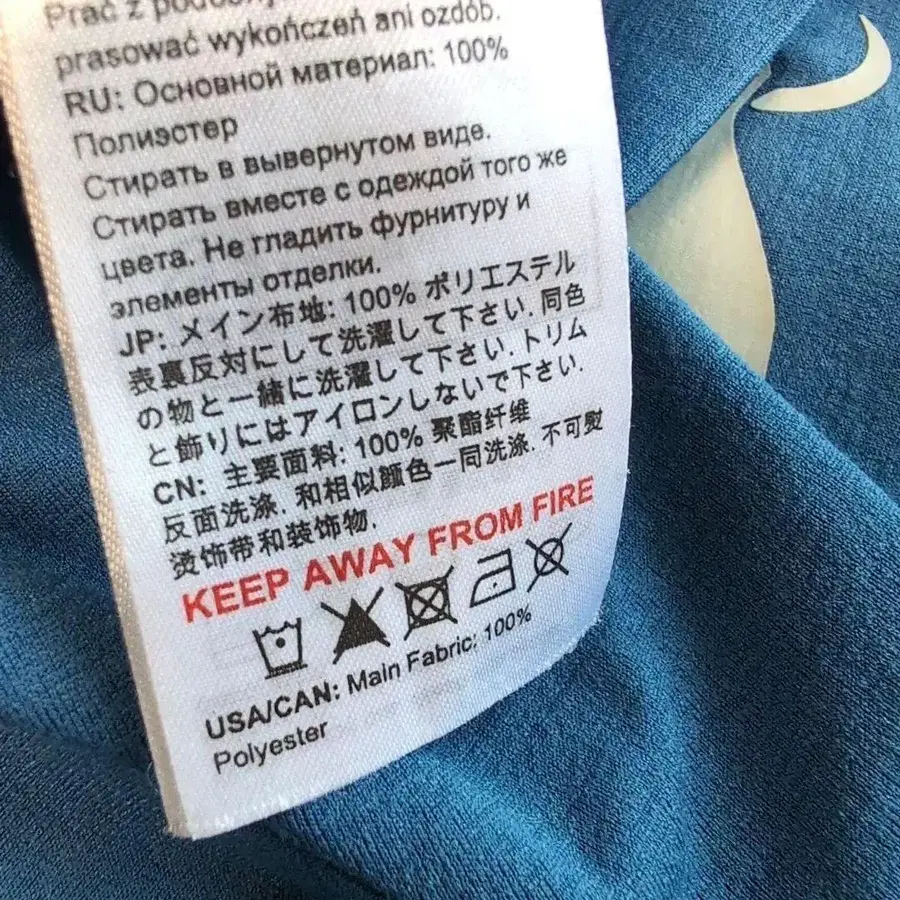 Prać z
prasować wykończeń ani ozdób.
RU: Основной материал: 100%
Полиэстер
Стирать в вывернутом виде.
Стирать вместе с одеждой того же
цвета. Не гладить фурнитуру и
элементы отделки.
JP: メイン布地: 100% ポリエステル
表裏反対にして洗濯して下さい. 同色
の物と一緒に洗濯して下さい. トリム
と飾りにはアイロンしないで下さい.
CN: 主要面料: 100% 聚酯纤维
反面洗涤. 和相似颜色一同洗涤. 不可熨
烫饰带和装饰物.
KEEP AWAY FROM FIRE
USA/CAN: Main Fabric: 100%
Polyester